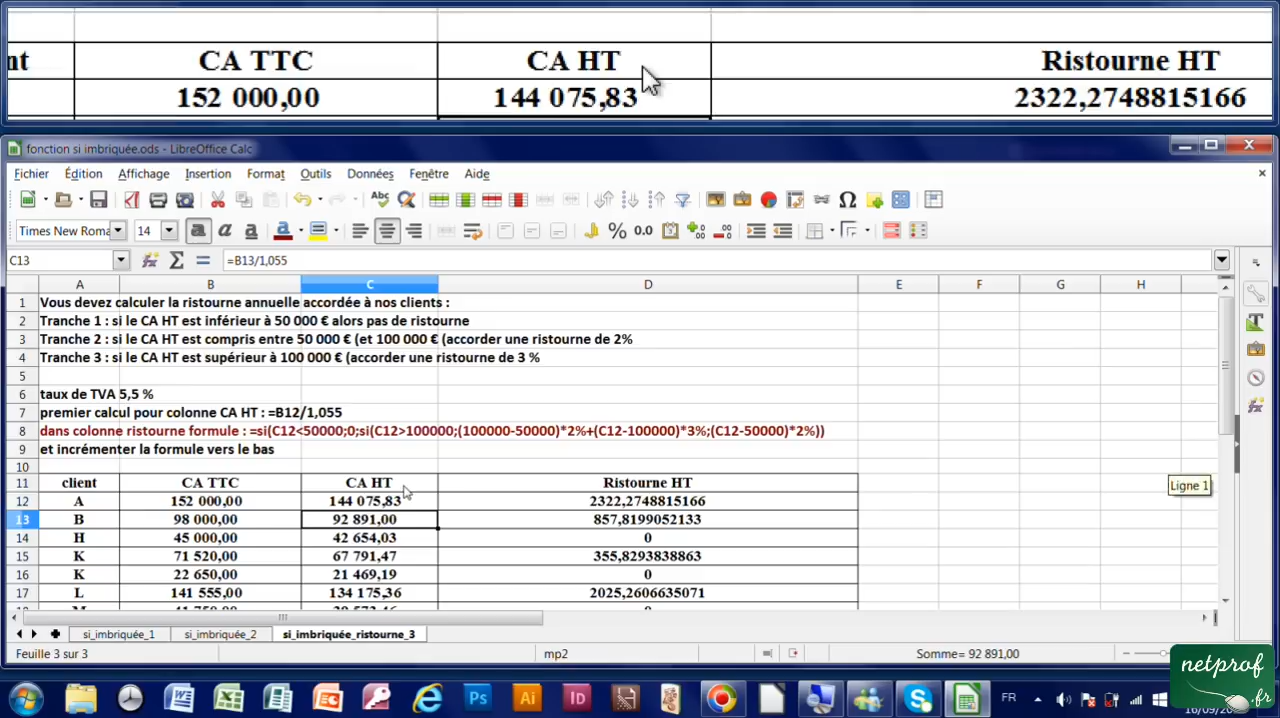 nt CA TTC CA HT Ristourne HT
152 000,00 144 075,83 2322,2748815166
fonction si imbriquée.ods - LibreOffice Calc
Fichier Édition Affichage Insertion Format Outils Données Fenêtre Aide
Times New Roma 14
C13 =B13/1,055
A B C D E F G H
1 Vous devez calculer la ristourne annuelle accordée à nos clients :
2 Tranche 1 : si le CA HT est inférieur à 50 000 € alors pas de ristourne
3 Tranche 2 : si le CA HT est compris entre 50 000 € (et 100 000 € (accorder une ristourne de 2%
4 Tranche 3 : si le CA HT est supérieur à 100 000 € (accorder une ristourne de 3 %
5
6 taux de TVA 5,5 %
7 premier calcul pour colonne CA HT : =B12/1,055
8 dans colonne ristourne formule : =si(C12<50000;0;si(C12>100000;(100000-50000)*2%+(C12-100000)*3%;(C12-50000)*2%))
9 et incrémenter la formule vers le bas
10
11 client CA TTC CA HT Ristourne HT
12 A 152 000,00 144 075,83 2322,2748815166
13 B 98 000,00 92 891,00 857,8199052133
14 H 45 000,00 42 654,03 0
15 K 71 520,00 67 791,47 355,8293838863
16 K 22 650,00 21 469,19 0
17 L 141 555,00 134 175,36 2025,2606635071
Ligne 1
si_imbriquée_1 si_imbriquée_2 si_imbriquée_ristourne_3
Feuille 3 sur 3 mp2 Somme= 92 891,00
netprof
.fr
FR